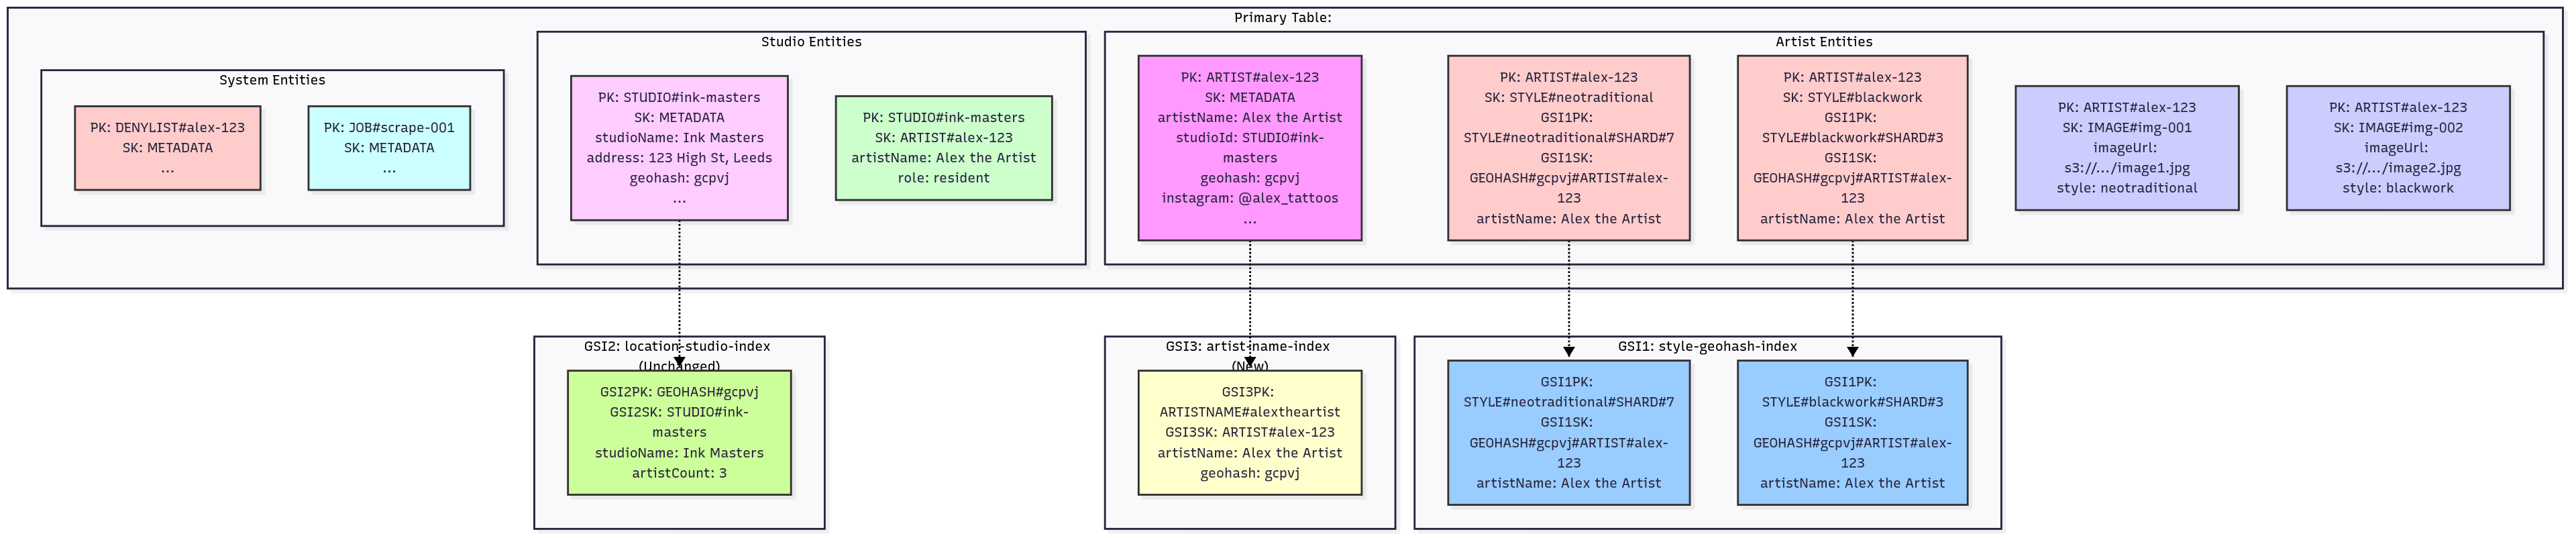 Primary Table:
System Entities
PK: DENYLIST#alex-123
SK: METADATA
...
PK: JOB#scrape-001
SK: METADATA
...
Studio Entities
PK: STUDIO#ink-masters
SK: METADATA
studioName: Ink Masters
address: 123 High St, Leeds
geohash: gcpvj
...
PK: STUDIO#ink-masters
SK: ARTIST#alex-123
artistName: Alex the Artist
role: resident
Artist Entities
PK: ARTIST#alex-123
SK: METADATA
artistName: Alex the Artist
studioId: STUDIO#ink-
masters
geohash: gcpvj
instagram: @alex_tattoos
...
PK: ARTIST#alex-123
SK: STYLE#neotraditional
GSI1PK:
STYLE#neotraditional#SHARD#7
GSI1SK:
GEOHASH#gcpvj#ARTIST#alex-
123
artistName: Alex the Artist
PK: ARTIST#alex-123
SK: STYLE#blackwork
GSI1PK:
STYLE#blackwork#SHARD#3
GSI1SK:
GEOHASH#gcpvj#ARTIST#alex-
123
artistName: Alex the Artist
PK: ARTIST#alex-123
SK: IMAGE#img-001
imageUrl:
s3://.../image1.jpg
style: neotraditional
PK: ARTIST#alex-123
SK: IMAGE#img-002
imageUrl:
s3://.../image2.jpg
style: blackwork
GSI2: location-studio-index
(Unchanged)
GSI2PK: GEOHASH#gcpvj
GSI2SK: STUDIO#ink-
masters
studioName: Ink Masters
artistCount: 3
GSI3: artist-name-index
(New)
GSI3PK:
ARTISTNAME#alextheartist
GSI3SK: ARTIST#alex-123
artistName: Alex the Artist
geohash: gcpvj
GSI1: style-geohash-index
GSI1PK:
STYLE#neotraditional#SHARD#7
GSI1SK:
GEOHASH#gcpvj#ARTIST#alex-
123
artistName: Alex the Artist
GSI1PK:
STYLE#blackwork#SHARD#3
GSI1SK:
GEOHASH#gcpvj#ARTIST#alex-
123
artistName: Alex the Artist